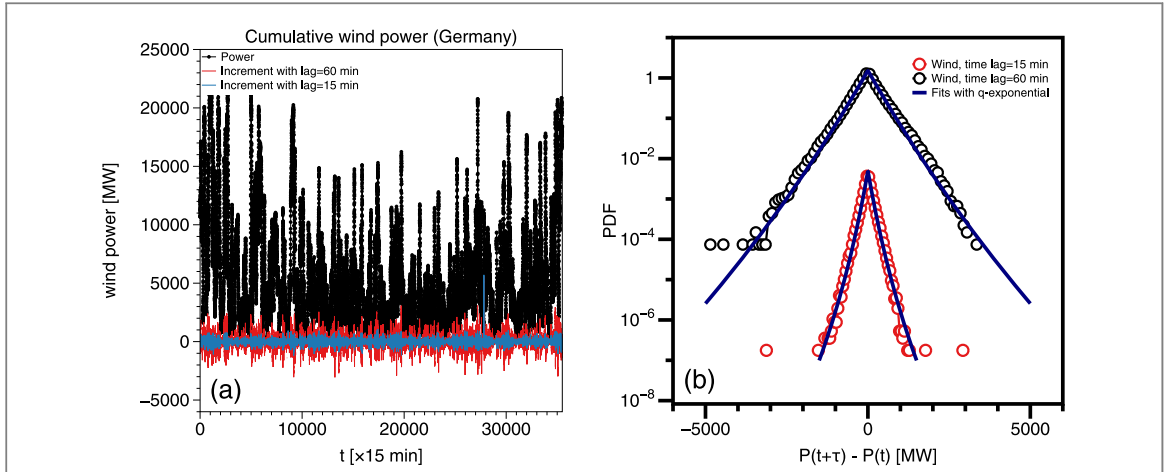 Cumulative wind power (Germany)
25000
20000
15000
10000
5000
0
−5000
wind power [MW]
Power
Increment with lag=60 min
Increment with lag=15 min
(a)
0
10000
20000
30000
t [×15 min]
1
10−2
10−4
10−6
10−8
PDF
Wind, time lag=15 min
Wind, time lag=60 min
Fits with q-exponential
(b)
−5000
0
5000
P(t+τ) - P(t) [MW]